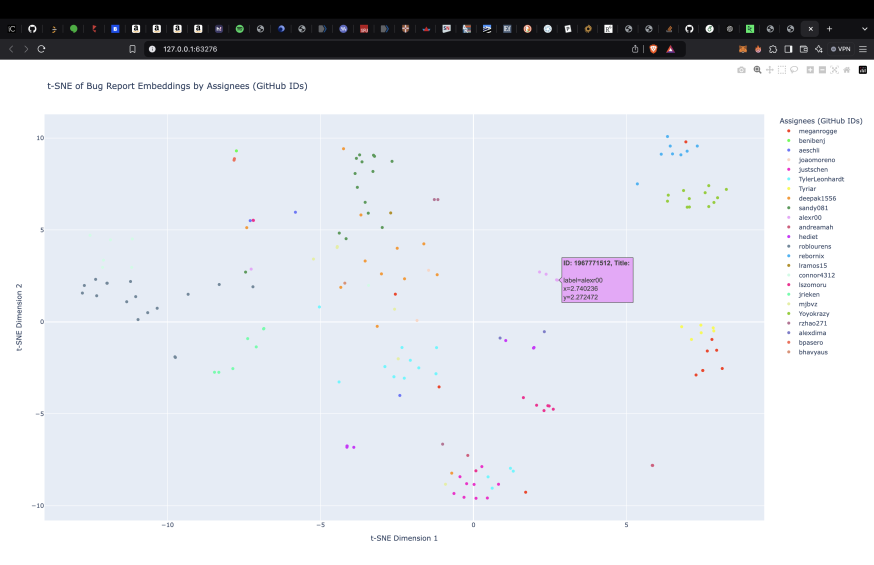 127.0.0.1:63276
VPN
t-SNE of Bug Report Embeddings by Assignees (GitHub IDs)
Assignees (GitHub IDs)
meganrogge
benibenj
aeschli
joaomoreno
justschen
TylerLeonhardt
Tyriar
deepak1556
sandy081
alexr00
andreamah
hediet
roblourens
rebornix
lramos15
connor4312
lszomoru
jrieken
mjbvz
Yoyokrazy
rzhao271
alexdima
bpasero
bhavyaus
ID: 1967771512, Title:
label=alexr00
x=2.740236
y=2.272472
t-SNE Dimension 2
10
5
0
−5
−10
−10
−5
0
5
t-SNE Dimension 1